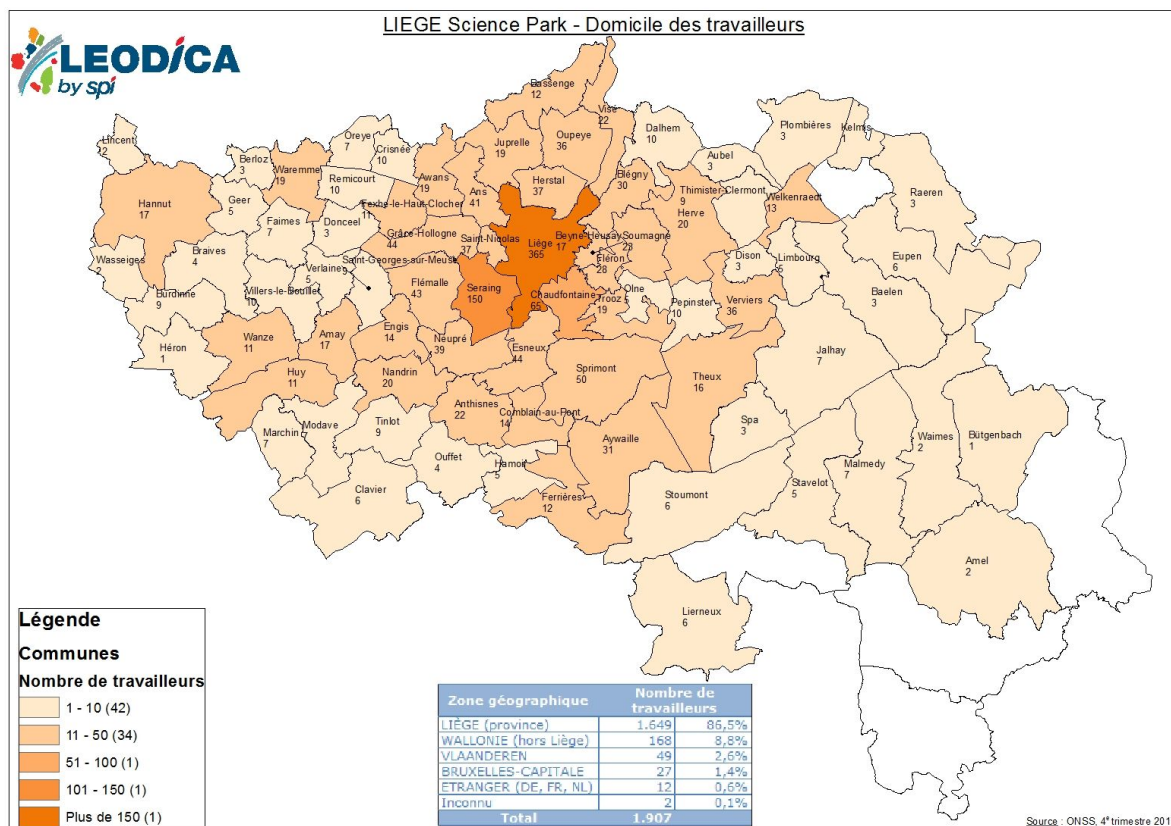 LIEGE Science Park - Domicile des travailleurs
LEODICA
by spi
Bassenge
12
Visé
22
Lincent
2
Oreye
7
Crisnée
10
Juprelle
19
Oupeye
36
Dalhem
10
Plombières
3
Kelmis
1
Berloz
3
Waremme
19
Remicourt
10
Awans
19
Ans
41
Herstal
37
Blégny
30
Aubel
3
Thimister-Clermont
9
Welkenraedt
13
Raeren
3
Hannut
17
Geer
5
Faimes
7
Donceel
3
Fexhe-le-Haut-Clocher
11
Grâce-Hollogne
44
Saint-Nicolas
37
Liège
365
Beyne-Heusay
17
Soumagne
23
Herve
20
Fléron
28
Dison
3
Limbourg
5
Eupen
6
Wasseiges
2
Braives
4
Verlaine
5
Saint-Georges-sur-Meuse
9
Villers-le-Bouillet
10
Burdinne
9
Flémalle
43
Seraing
150
Chaudfontaine
65
Trooz
19
Olne
5
Pepinster
10
Verviers
36
Baelen
3
Héron
1
Wanze
11
Amay
17
Engis
14
Neupré
39
Esneux
44
Sprimont
50
Theux
16
Jalhay
7
Huy
11
Nandrin
20
Anthisnes
22
Comblain-au-Pont
14
Aywaille
31
Spa
3
Marchin
7
Modave
Tinlot
9
Ouffet
4
Hamoir
5
Clavier
6
Ferrières
12
Stoumont
6
Stavelot
5
Malmedy
7
Waimes
2
Bütgenbach
1
Amel
2
Lierneux
6
Légende
Communes
Nombre de travailleurs
1 - 10 (42)
11 - 50 (34)
51 - 100 (1)
101 - 150 (1)
Plus de 150 (1)
Zone géographique Nombre de travailleurs
LIÈGE (province) 1.649 86,5%
WALLONIE (hors Liège) 168 8,8%
VLAANDEREN 49 2,6%
BRUXELLES-CAPITALE 27 1,4%
ETRANGER (DE, FR, NL) 12 0,6%
Inconnu 2 0,1%
Total 1.907
Source : ONSS, 4e trimestre 201